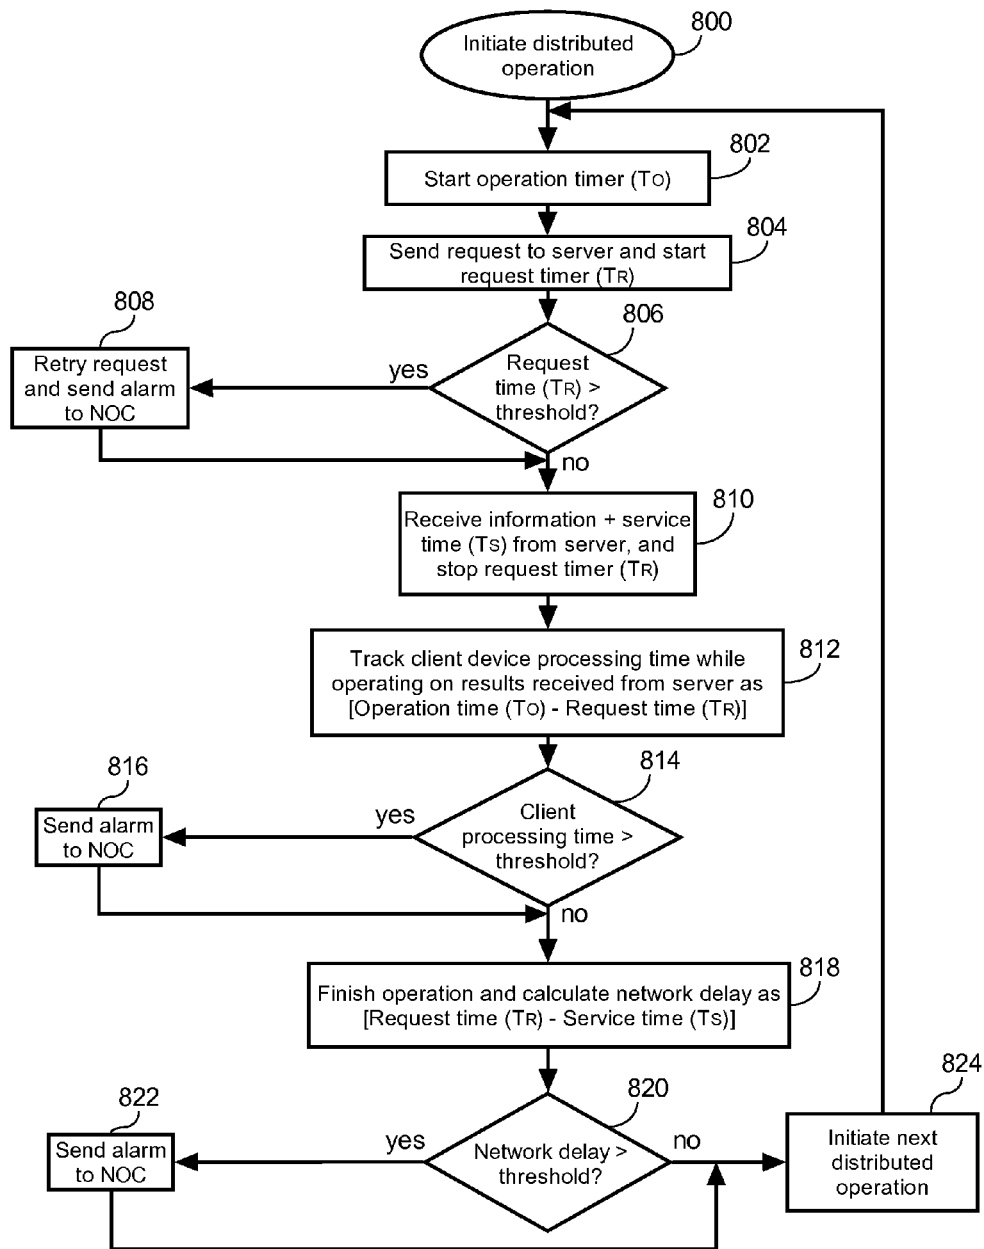 Initiate distributed
operation
800
802
Start operation timer (TO)
804
Send request to server and start
request timer (TR)
808
806
Retry request
and send alarm
to NOC
yes
Request
time (TR) >
threshold?
no
810
Receive information + service
time (TS) from server, and
stop request timer (TR)
812
Track client device processing time while
operating on results received from server as
[Operation time (TO) - Request time (TR)]
816
814
Send alarm
to NOC
yes
Client
processing time >
threshold?
no
818
Finish operation and calculate network delay as
[Request time (TR) - Service time (TS)]
822
820
824
Send alarm
to NOC
yes
Network delay >
threshold?
no
Initiate next
distributed
operation